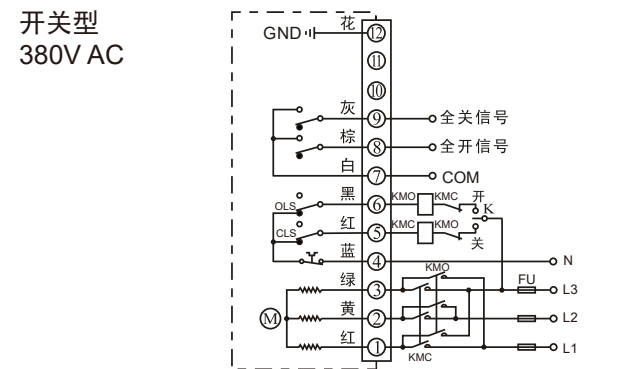 开关型
380V AC
GND 花 12
11
10
灰 9 全关信号
棕 8 全开信号
白 7 COM
OLS 黑 6 KMO KMC 开 K
CLS 红 5 KMC KMO 关
蓝 4 N
KMO
绿 3 FU L3
M 黄 2 L2
红 1 L1
KMC